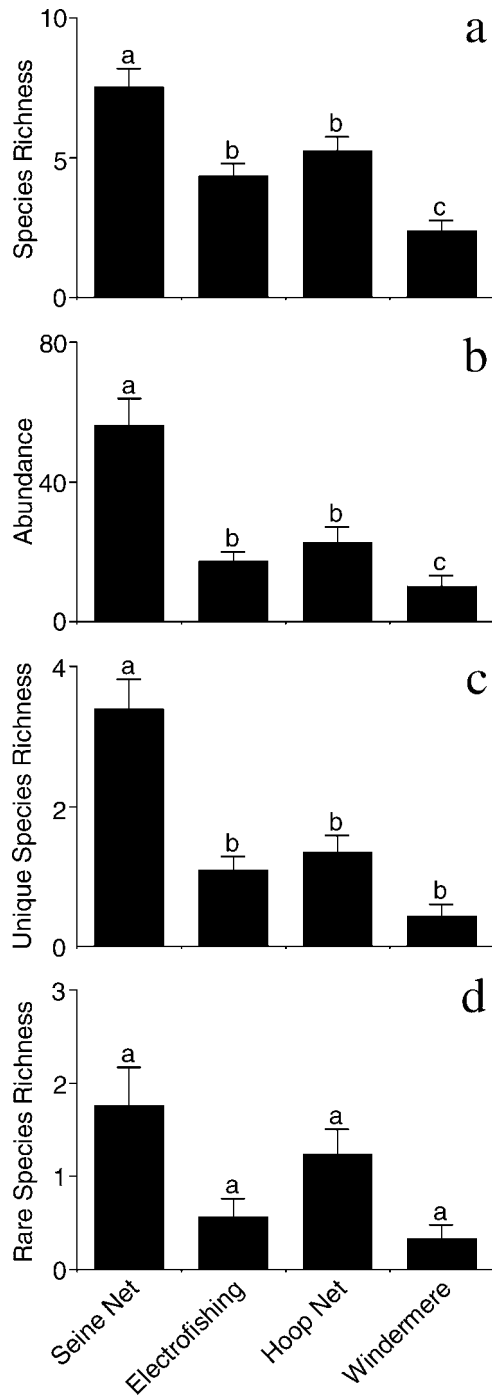 a
Species Richness
10
5
0
a
b
b
c
b
Abundance
80
40
0
a
b
b
c
c
Unique Species Richness
4
2
0
a
b
b
b
d
Rare Species Richness
3
2
1
0
a
a
a
a
Seine Net
Electrofishing
Hoop Net
Windermere